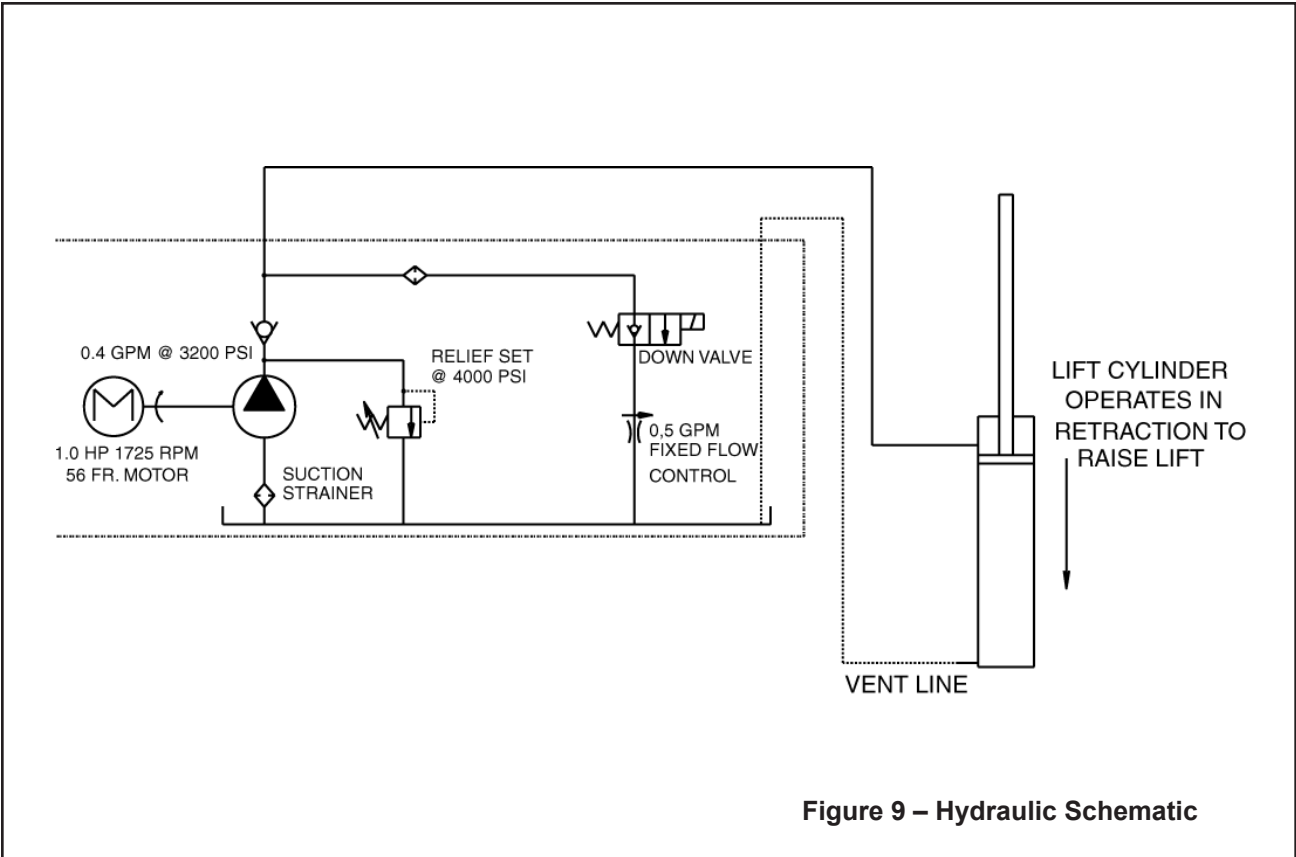 0.4 GPM @ 3200 PSI
1.0 HP 1725 RPM
56 FR. MOTOR
M
SUCTION
STRAINER
RELIEF SET
@ 4000 PSI
DOWN VALVE
0,5 GPM
FIXED FLOW
CONTROL
LIFT CYLINDER
OPERATES IN
RETRACTION TO
RAISE LIFT
VENT LINE
Figure 9 – Hydraulic Schematic